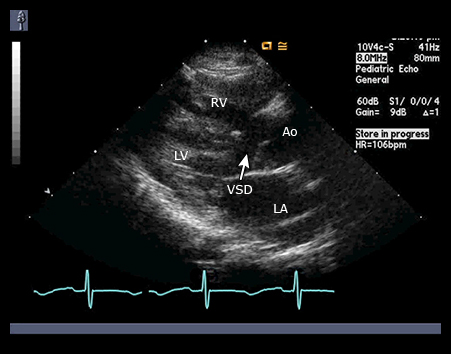 10V4c-S 41Hz
8.0MHz 80mm
Pediatric Echo
General
60dB S1/ 0/0/4
Gain= 9dB Δ=1
Store in progress
HR=106bpm
RV
Ao
LV
VSD
LA